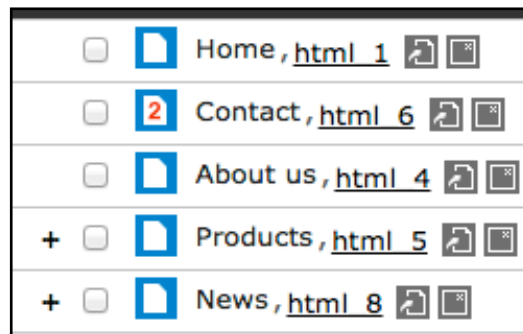 Home, html_1
2 Contact, html_6
About us, html_4
+ Products, html_5
+ News, html_8